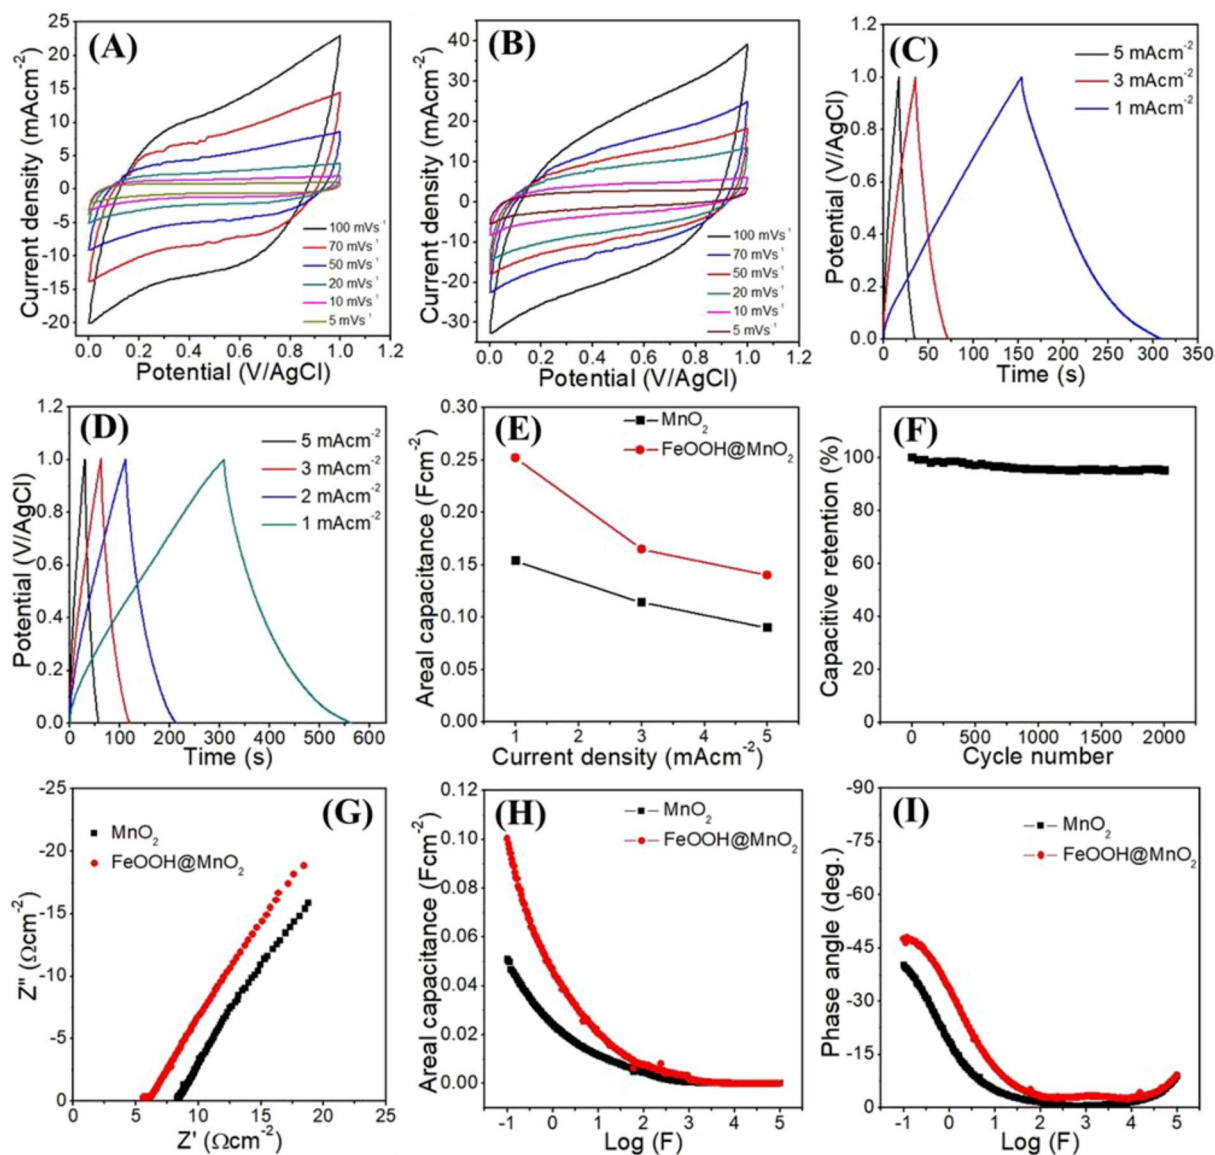 (A)
Current density (mAcm⁻²)
25
20
15
10
5
0
-5
-10
-15
-20
100 mVs⁻¹
70 mVs⁻¹
50 mVs⁻¹
20 mVs⁻¹
10 mVs⁻¹
5 mVs⁻¹
0.0 0.2 0.4 0.6 0.8 1.0 1.2
Potential (V/AgCl)
(B)
Current density (mAcm⁻²)
40
30
20
10
0
-10
-20
-30
100 mVs⁻¹
70 mVs⁻¹
50 mVs⁻¹
20 mVs⁻¹
10 mVs⁻¹
5 mVs⁻¹
0.0 0.2 0.4 0.6 0.8 1.0 1.2
Potential (V/AgCl)
(C)
Potential (V/AgCl)
1.2
1.0
0.8
0.6
0.4
0.2
0.0
5 mAcm⁻²
3 mAcm⁻²
1 mAcm⁻²
0 50 100 150 200 250 300 350
Time (s)
(D)
Potential (V/AgCl)
1.2
1.0
0.8
0.6
0.4
0.2
0.0
5 mAcm⁻²
3 mAcm⁻²
2 mAcm⁻²
1 mAcm⁻²
0 100 200 300 400 500 600
Time (s)
(E)
Areal capacitance (Fcm⁻²)
0.30
0.25
0.20
0.15
0.10
0.05
0.00
MnO₂
FeOOH@MnO₂
1 2 3 4 5
Current density (mAcm⁻²)
(F)
Capacitive retention (%)
100
80
60
40
20
0
0 500 1000 1500 2000
Cycle number
(G)
Z" (Ωcm⁻²)
-25
-20
-15
-10
-5
0
MnO₂
FeOOH@MnO₂
0 5 10 15 20 25
Z' (Ωcm⁻²)
(H)
Areal capacitance (Fcm⁻²)
0.12
0.10
0.08
0.06
0.04
0.02
0.00
MnO₂
FeOOH@MnO₂
-1 0 1 2 3 4 5
Log (F)
(I)
Phase angle (deg.)
-90
-75
-60
-45
-30
-15
0
MnO₂
FeOOH@MnO₂
-1 0 1 2 3 4 5
Log (F)